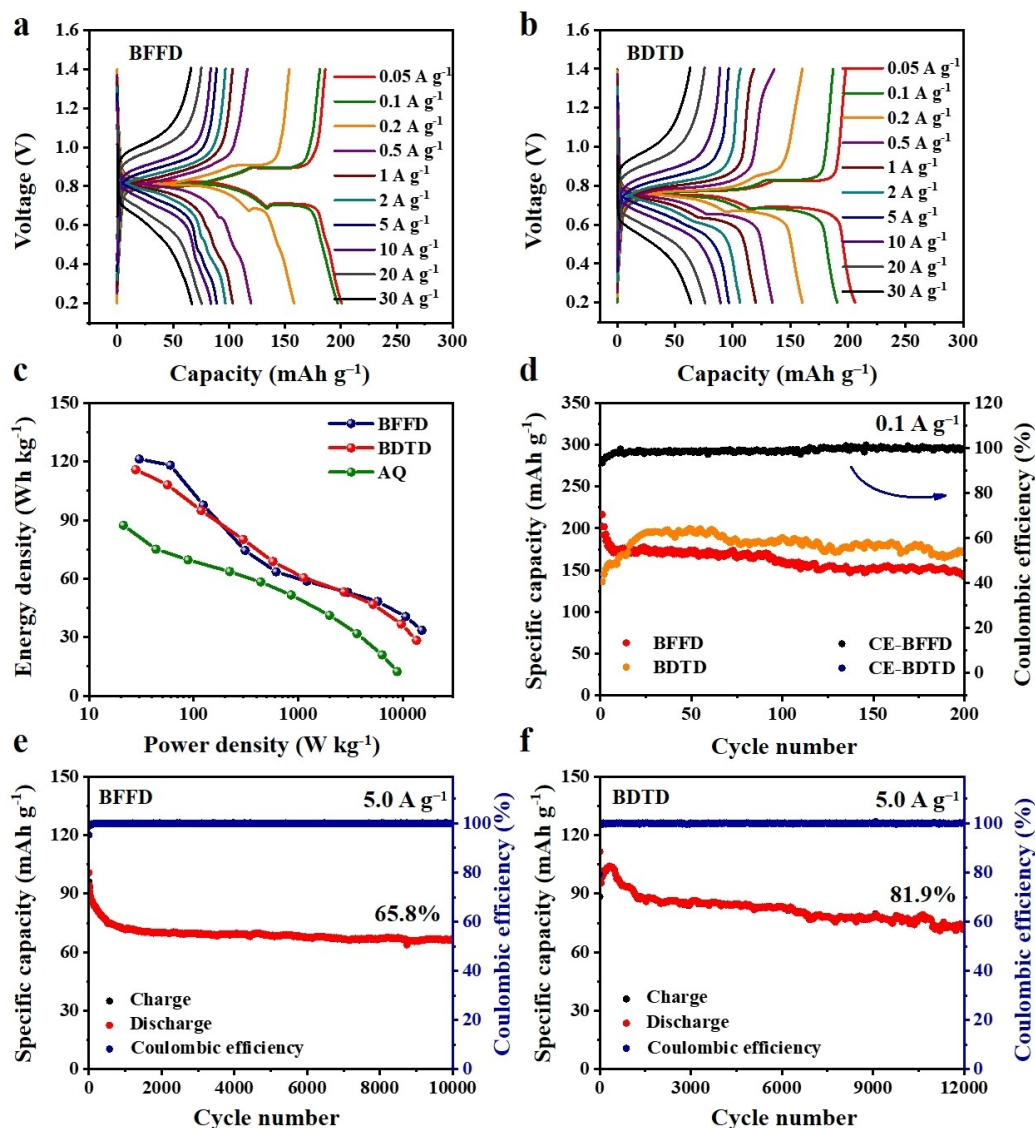 a
BFFD
0.05 A g⁻¹
0.1 A g⁻¹
0.2 A g⁻¹
0.5 A g⁻¹
1 A g⁻¹
2 A g⁻¹
5 A g⁻¹
10 A g⁻¹
20 A g⁻¹
30 A g⁻¹
1.6
1.4
1.2
1.0
0.8
0.6
0.4
0.2
Voltage (V)
0 50 100 150 200 250 300
Capacity (mAh g⁻¹)
b
BDTD
0.05 A g⁻¹
0.1 A g⁻¹
0.2 A g⁻¹
0.5 A g⁻¹
1 A g⁻¹
2 A g⁻¹
5 A g⁻¹
10 A g⁻¹
20 A g⁻¹
30 A g⁻¹
1.6
1.4
1.2
1.0
0.8
0.6
0.4
0.2
Voltage (V)
0 50 100 150 200 250 300
Capacity (mAh g⁻¹)
c
BFFD
BDTD
AQ
150
120
90
60
30
0
Energy density (Wh kg⁻¹)
10 100 1000 10000
Power density (W kg⁻¹)
d
0.1 A g⁻¹
350
300
250
200
150
100
50
0
Specific capacity (mAh g⁻¹)
BFFD
BDTD
CE-BFFD
CE-BDTD
120
100
80
60
40
20
0
Coulombic efficiency (%)
0 50 100 150 200
Cycle number
e
BFFD
5.0 A g⁻¹
150
120
90
60
30
0
Specific capacity (mAh g⁻¹)
65.8%
Charge
Discharge
Coulombic efficiency
100
80
60
40
20
0
Coulombic efficiency (%)
0 2000 4000 6000 8000 10000
Cycle number
f
BDTD
5.0 A g⁻¹
150
120
90
60
30
0
Specific capacity (mAh g⁻¹)
81.9%
Charge
Discharge
Coulombic efficiency
100
80
60
40
20
0
Coulombic efficiency (%)
0 3000 6000 9000 12000
Cycle number